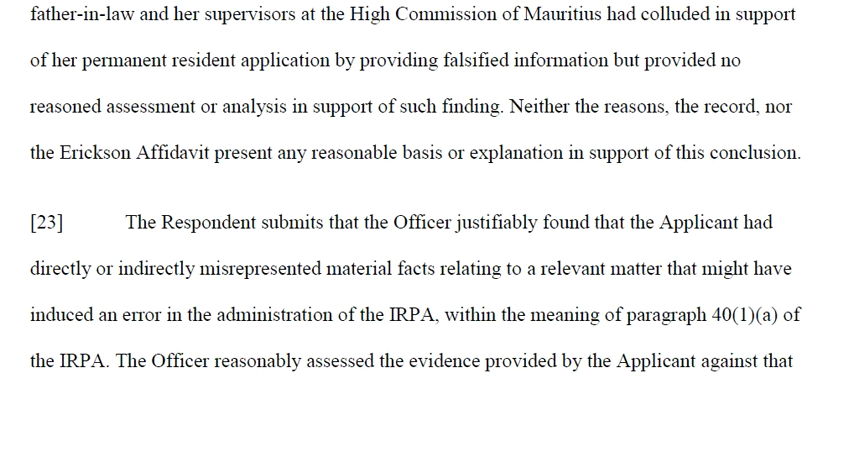 father-in-law and her supervisors at the High Commission of Mauritius had colluded in support
of her permanent resident application by providing falsified information but provided no
reasoned assessment or analysis in support of such finding. Neither the reasons, the record, nor
the Erickson Affidavit present any reasonable basis or explanation in support of this conclusion.
[23] The Respondent submits that the Officer justifiably found that the Applicant had
directly or indirectly misrepresented material facts relating to a relevant matter that might have
induced an error in the administration of the IRPA, within the meaning of paragraph 40(1)(a) of
the IRPA. The Officer reasonably assessed the evidence provided by the Applicant against that